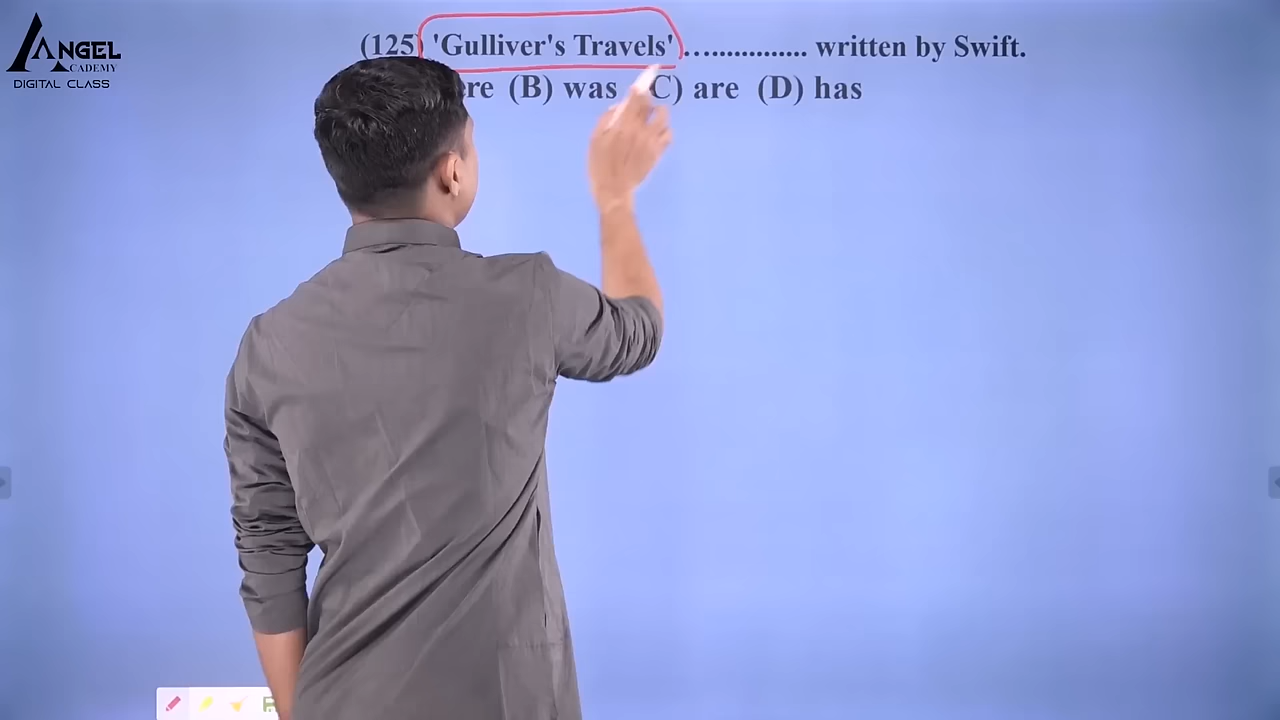 ANGEL
ACADEMY
DIGITAL CLASS
(125) 'Gulliver's Travels' ................ written by Swift.
(B) was C) are (D) has